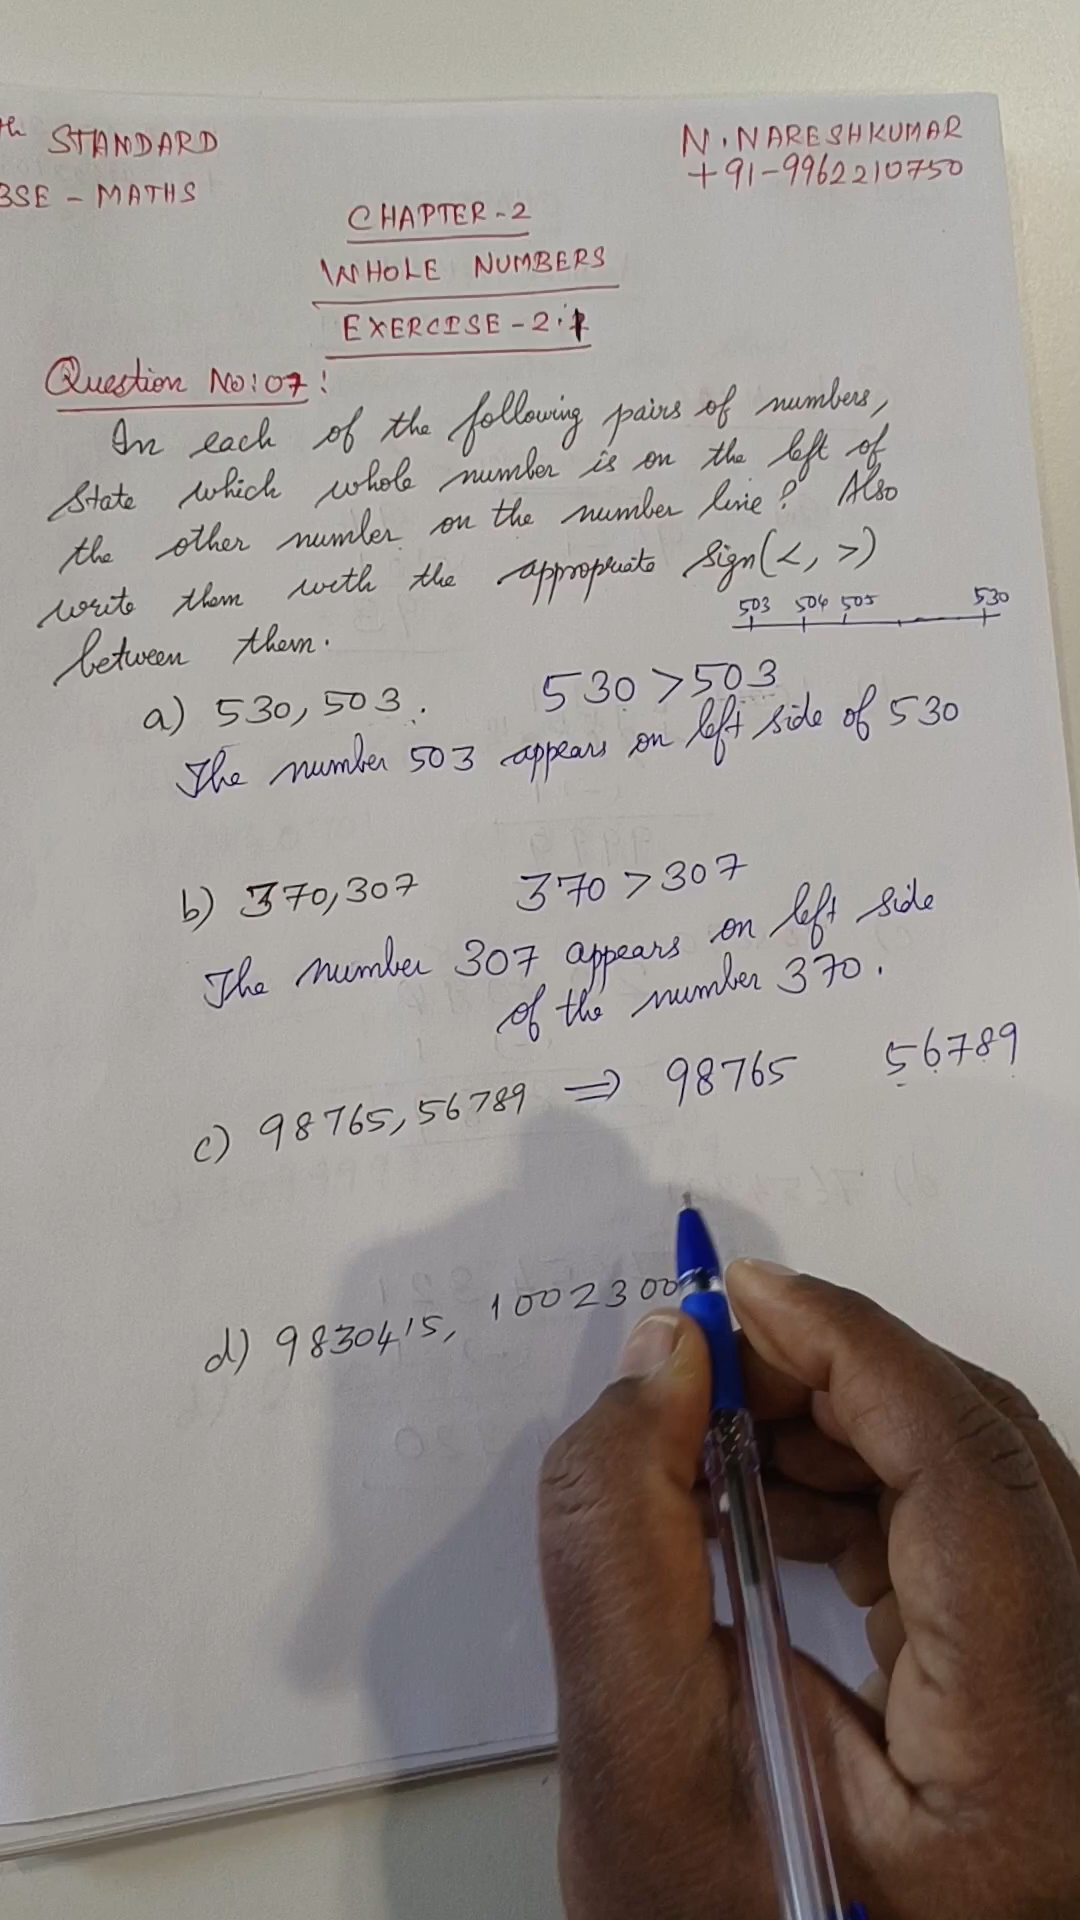 th STANDARD
BSE - MATHS
N. NARESHKUMAR
+91-9962210750
CHAPTER-2
WHOLE NUMBERS
EXERCISE-2.1
Question No:07:
In each of the following pairs of numbers,
state which whole number is on the left of
the other number on the number line? Also
write them with the appropriate sign(<, >)
between them.
503 504 505 530
a) 530, 503. 530 > 503
The number 503 appears on left side of 530
b) 370, 307 370 > 307
The number 307 appears on left side
of the number 370.
c) 98765, 56789 ⇒ 98765 56789
d) 9830415, 1002300